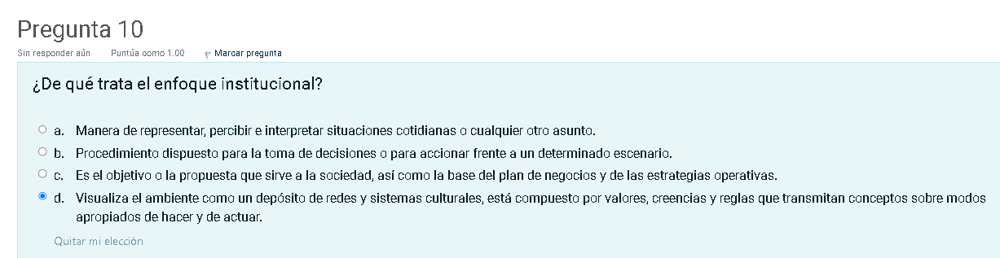 Pregunta 10
Sin responder aún Puntúa como 1.00 Marcar pregunta
¿De qué trata el enfoque institucional?
a. Manera de representar, percibir e interpretar situaciones cotidianas o cualquier otro asunto.
b. Procedimiento dispuesto para la toma de decisiones o para accionar frente a un determinado escenario.
c. Es el objetivo o la propuesta que sirve a la sociedad, así como la base del plan de negocios y de las estrategias operativas.
d. Visualiza el ambiente como un depósito de redes y sistemas culturales, está compuesto por valores, creencias y reglas que transmitan conceptos sobre modos
apropiados de hacer y de actuar.
Quitar mi elección